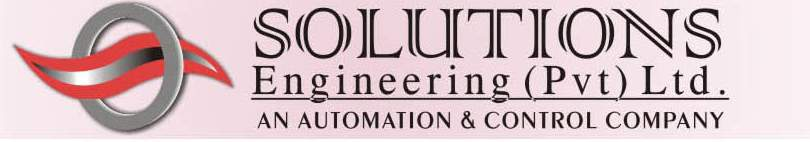 SOLUTIONS
Engineering (Pvt) Ltd.
AN AUTOMATION & CONTROL COMPANY